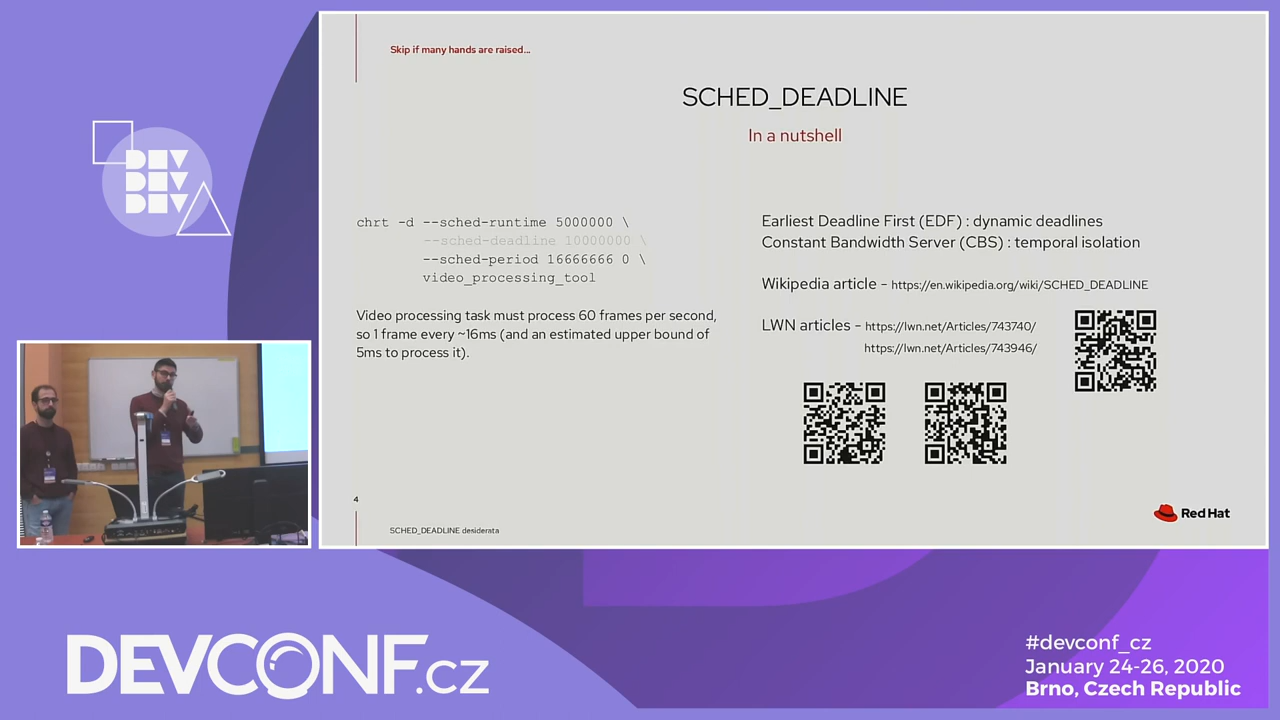 Skip if many hands are raised...
SCHED_DEADLINE
In a nutshell
chrt -d --sched-runtime 5000000 \
--sched-deadline 10000000 \
--sched-period 16666666 0 \
video_processing_tool
Video processing task must process 60 frames per second,
so 1 frame every ~16ms (and an estimated upper bound of
5ms to process it).
Earliest Deadline First (EDF) : dynamic deadlines
Constant Bandwidth Server (CBS) : temporal isolation
Wikipedia article - https://en.wikipedia.org/wiki/SCHED_DEADLINE
LWN articles - https://lwn.net/Articles/743740/
https://lwn.net/Articles/743946/
4
SCHED_DEADLINE desiderata
Red Hat
DEV
DEV
DEV
DEVCONF.cz
#devconf_cz
January 24-26, 2020
Brno, Czech Republic